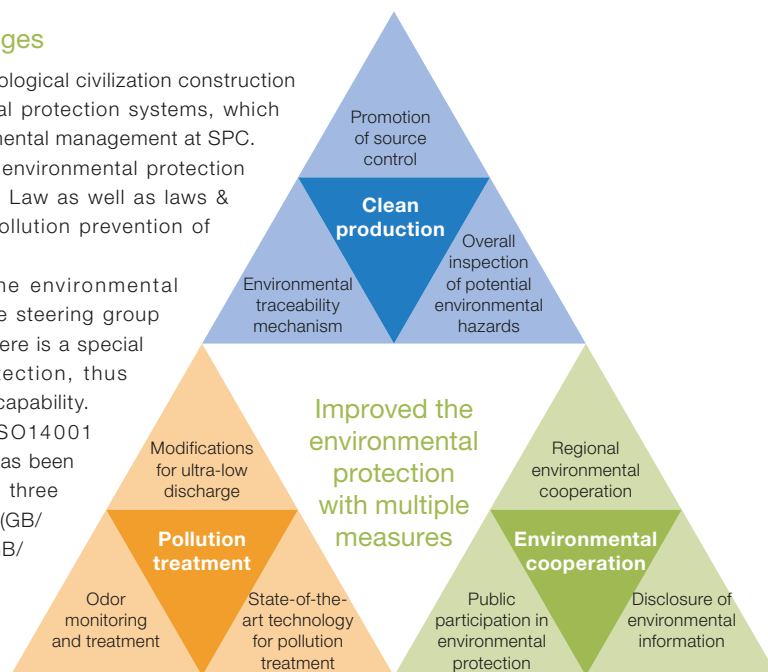 ges
ological civilization construction
al protection systems, which
mental management at SPC.
environmental protection
Law as well as laws &
ollution prevention of
he environmental
e steering group
ere is a special
tection, thus
capability.
SO14001
as been
three
(GB/
GB/
Promotion
of source
control
Clean
production
Environmental
traceability
mechanism
Overall
inspection
of potential
environmental
hazards
Improved the
environmental
protection
with multiple
measures
Modifications
for ultra-low
discharge
Pollution
treatment
Odor
monitoring
and treatment
State-of-the-
art technology
for pollution
treatment
Regional
environmental
cooperation
Environmental
cooperation
Public
participation in
environmental
protection
Disclosure of
environmental
information